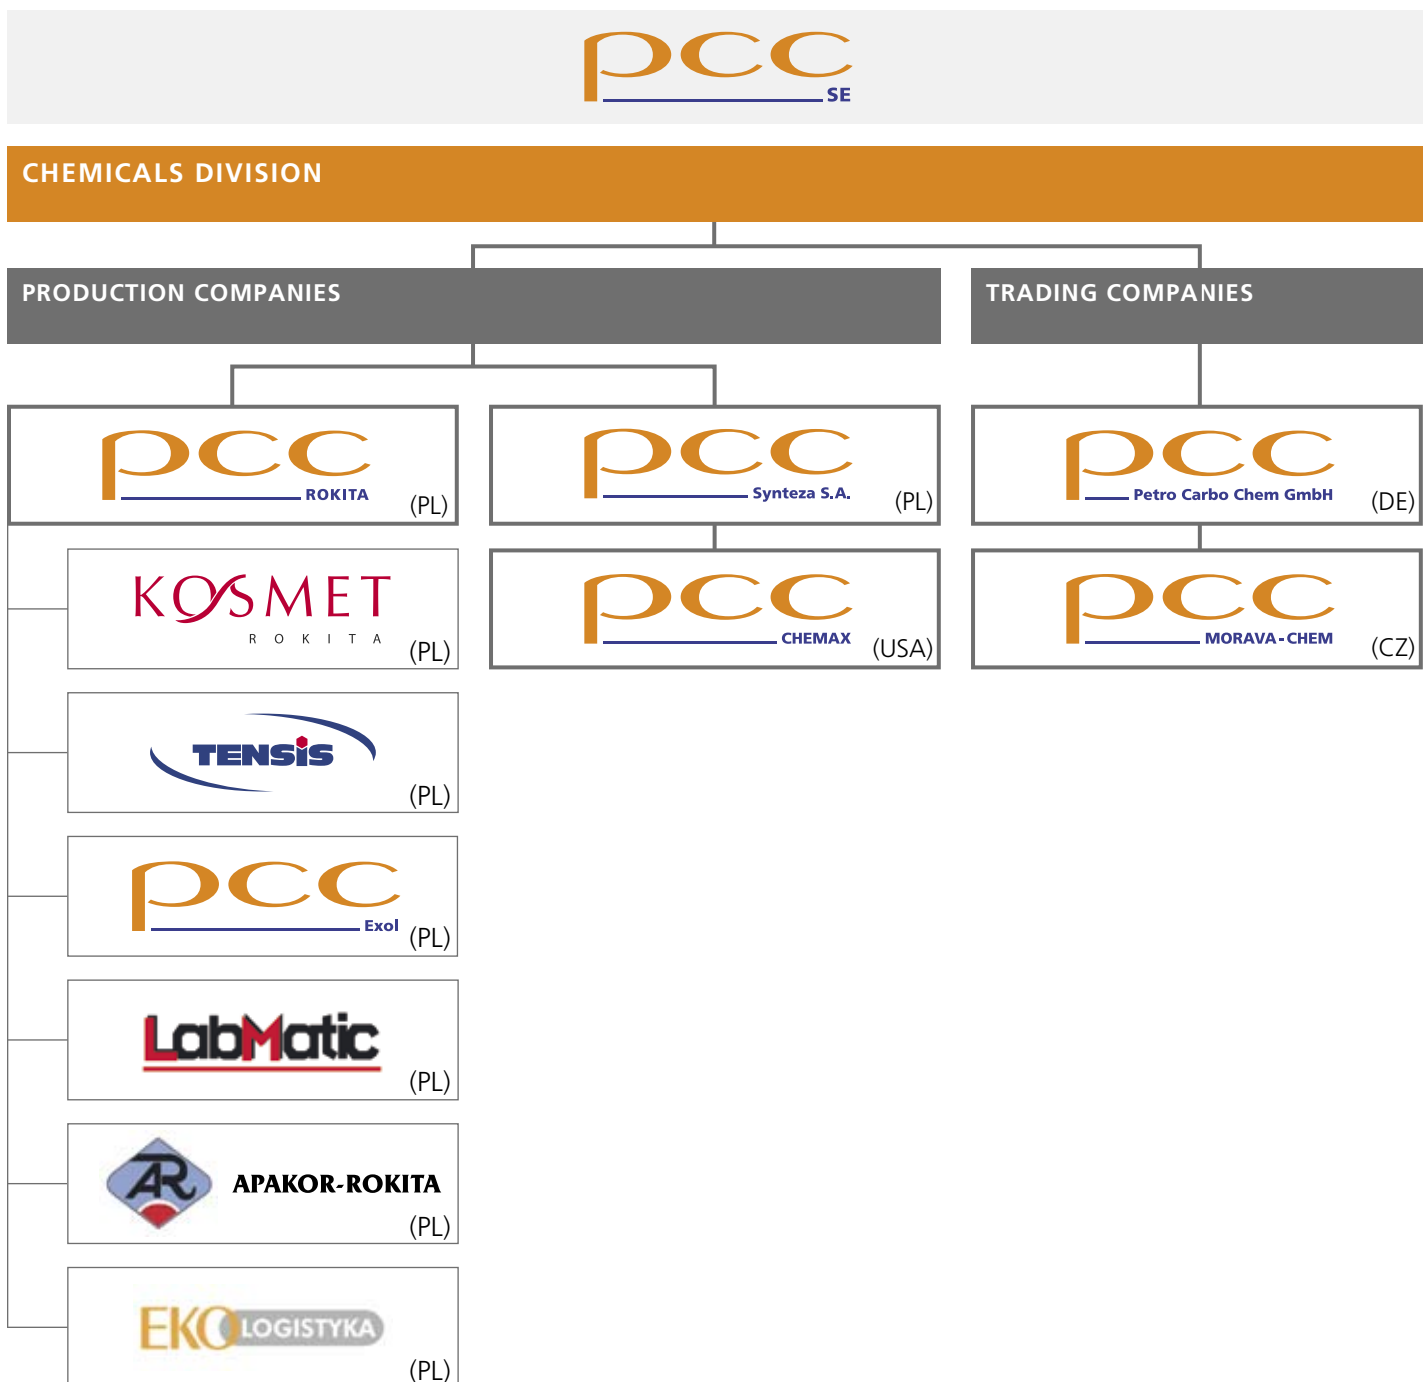 pcc
SE
CHEMICALS DIVISION
PRODUCTION COMPANIES
TRADING COMPANIES
pcc
ROKITA
(PL)
pcc
Synteza S.A.
(PL)
pcc
Petro Carbo Chem GmbH
(DE)
KOSMET
ROKITA
(PL)
pcc
CHEMAX
(USA)
pcc
MORAVA-CHEM
(CZ)
TENSIS
(PL)
pcc
Exol
(PL)
LabMatic
(PL)
AR
APAKOR-ROKITA
(PL)
EKO LOGISTYKA
(PL)